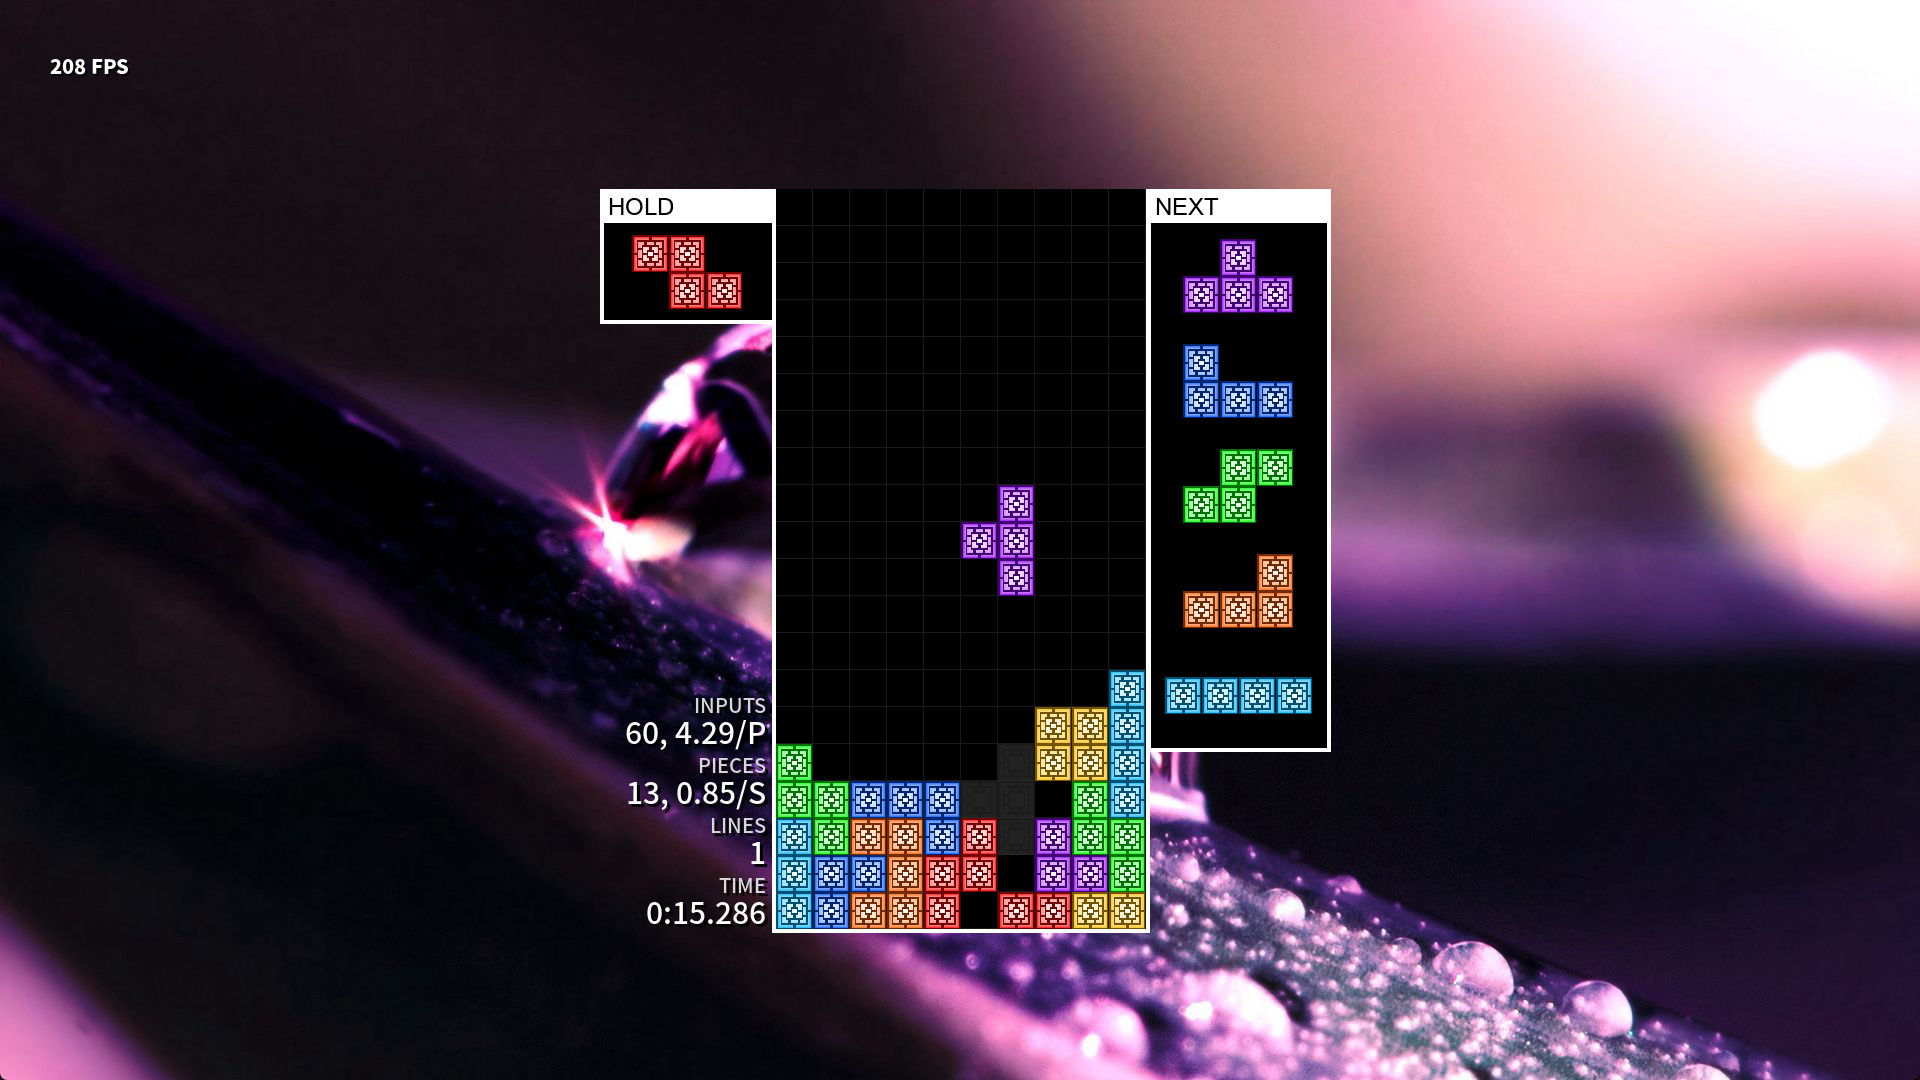 208 FPS
HOLD
NEXT
INPUTS
60, 4.29/P
PIECES
13, 0.85/S
LINES
1
TIME
0:15.286